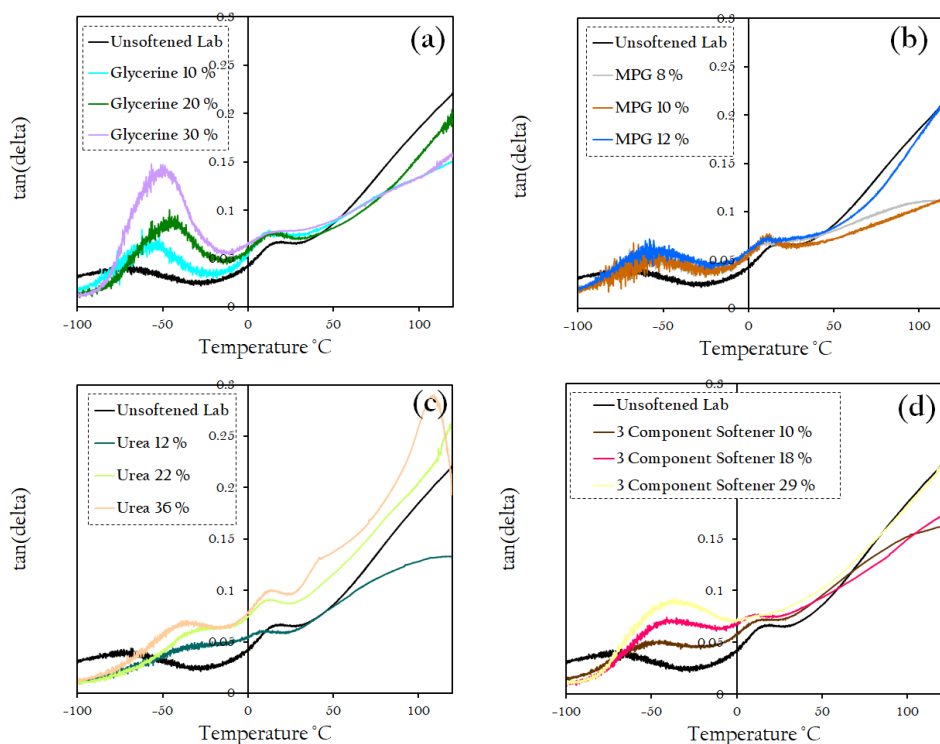 tan(delta)
0.3
0.25
0.2
0.15
0.1
0.05
0
(a)
Unsoftened Lab
Glycerine 10 %
Glycerine 20 %
Glycerine 30 %
-100
-50
0
50
100
Temperature °C
tan(delta)
0.3
0.25
0.2
0.15
0.1
0.05
0
(b)
Unsoftened Lab
MPG 8 %
MPG 10 %
MPG 12 %
-100
-50
0
50
100
Temperature °C
tan(delta)
0.3
0.25
0.2
0.15
0.1
0.05
0
(c)
Unsoftened Lab
Urea 12 %
Urea 22 %
Urea 36 %
-100
-50
0
50
100
Temperature °C
tan(delta)
0.3
0.15
0.1
0.05
0
(d)
Unsoftened Lab
3 Component Softener 10 %
3 Component Softener 18 %
3 Component Softener 29 %
-100
-50
0
50
100
Temperature °C